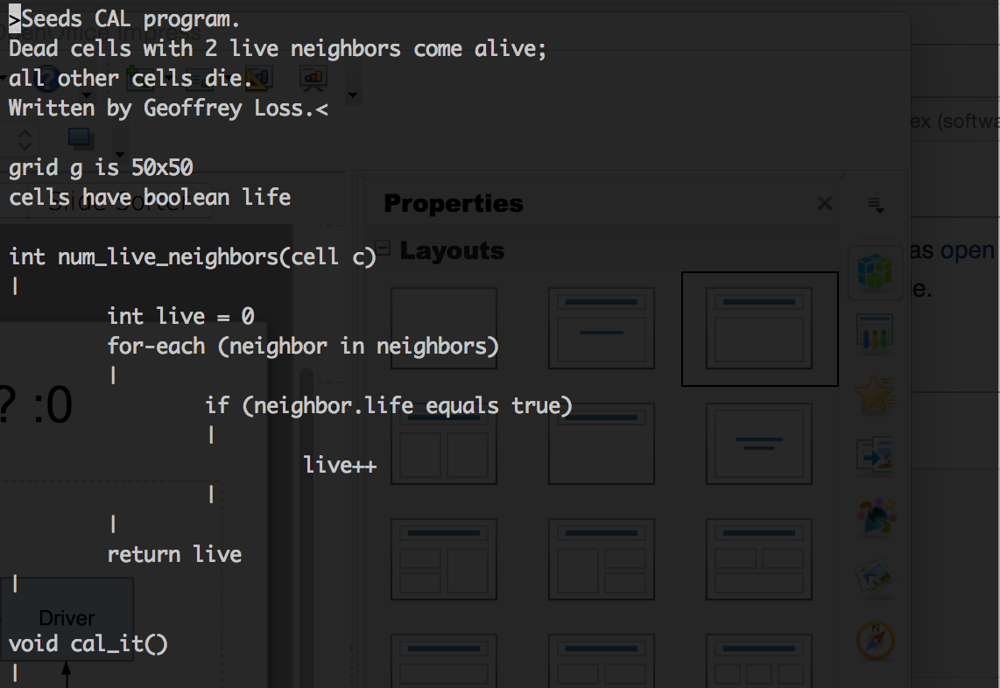 >Seeds CAL program.
Dead cells with 2 live neighbors come alive;
all other cells die.
Written by Geoffrey Loss.<
grid g is 50x50
cells have boolean life
int num_live_neighbors(cell c)
|
int live = 0
for-each (neighbor in neighbors)
|
if (neighbor.life equals true)
|
live++
|
|
return live
|
void cal_it()
|
OpenOffice Impress
ex (softwa
Slide Sorter
Properties
Layouts
as open
e.
? :0
Driver